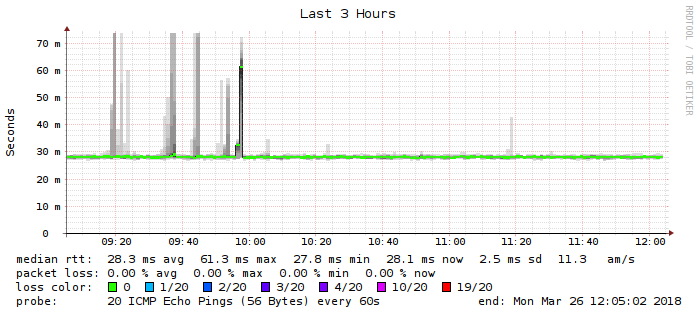 Last 3 Hours
RRDTOOL / TOBI OETIKER
Seconds
70 m
60 m
50 m
40 m
30 m
20 m
10 m
0
09:20 09:40 10:00 10:20 10:40 11:00 11:20 11:40 12:00
median rtt: 28.3 ms avg 61.3 ms max 27.8 ms min 28.1 ms now 2.5 ms sd 11.3 am/s
packet loss: 0.00 % avg 0.00 % max 0.00 % min 0.00 % now
loss color: 0 1/20 2/20 3/20 4/20 10/20 19/20
probe: 20 ICMP Echo Pings (56 Bytes) every 60s end: Mon Mar 26 12:05:02 2018